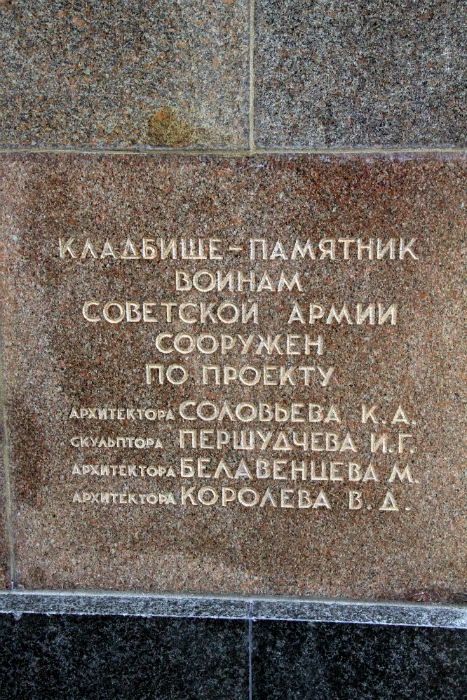 КЛАДБИЩЕ-ПАМЯТНИК
ВОИНАМ
СОВЕТСКОЙ АРМИИ
СООРУЖЕН
ПО ПРОЕКТУ
АРХИТЕКТОРА СОЛОВЬЕВА К.А.
СКУЛЬПТОРА ПЕРШУДЧЕВА И.Г.
АРХИТЕКТОРА БЕЛАВЕНЦЕВА М.
АРХИТЕКТОРА КОРОЛЕВА В.Д.